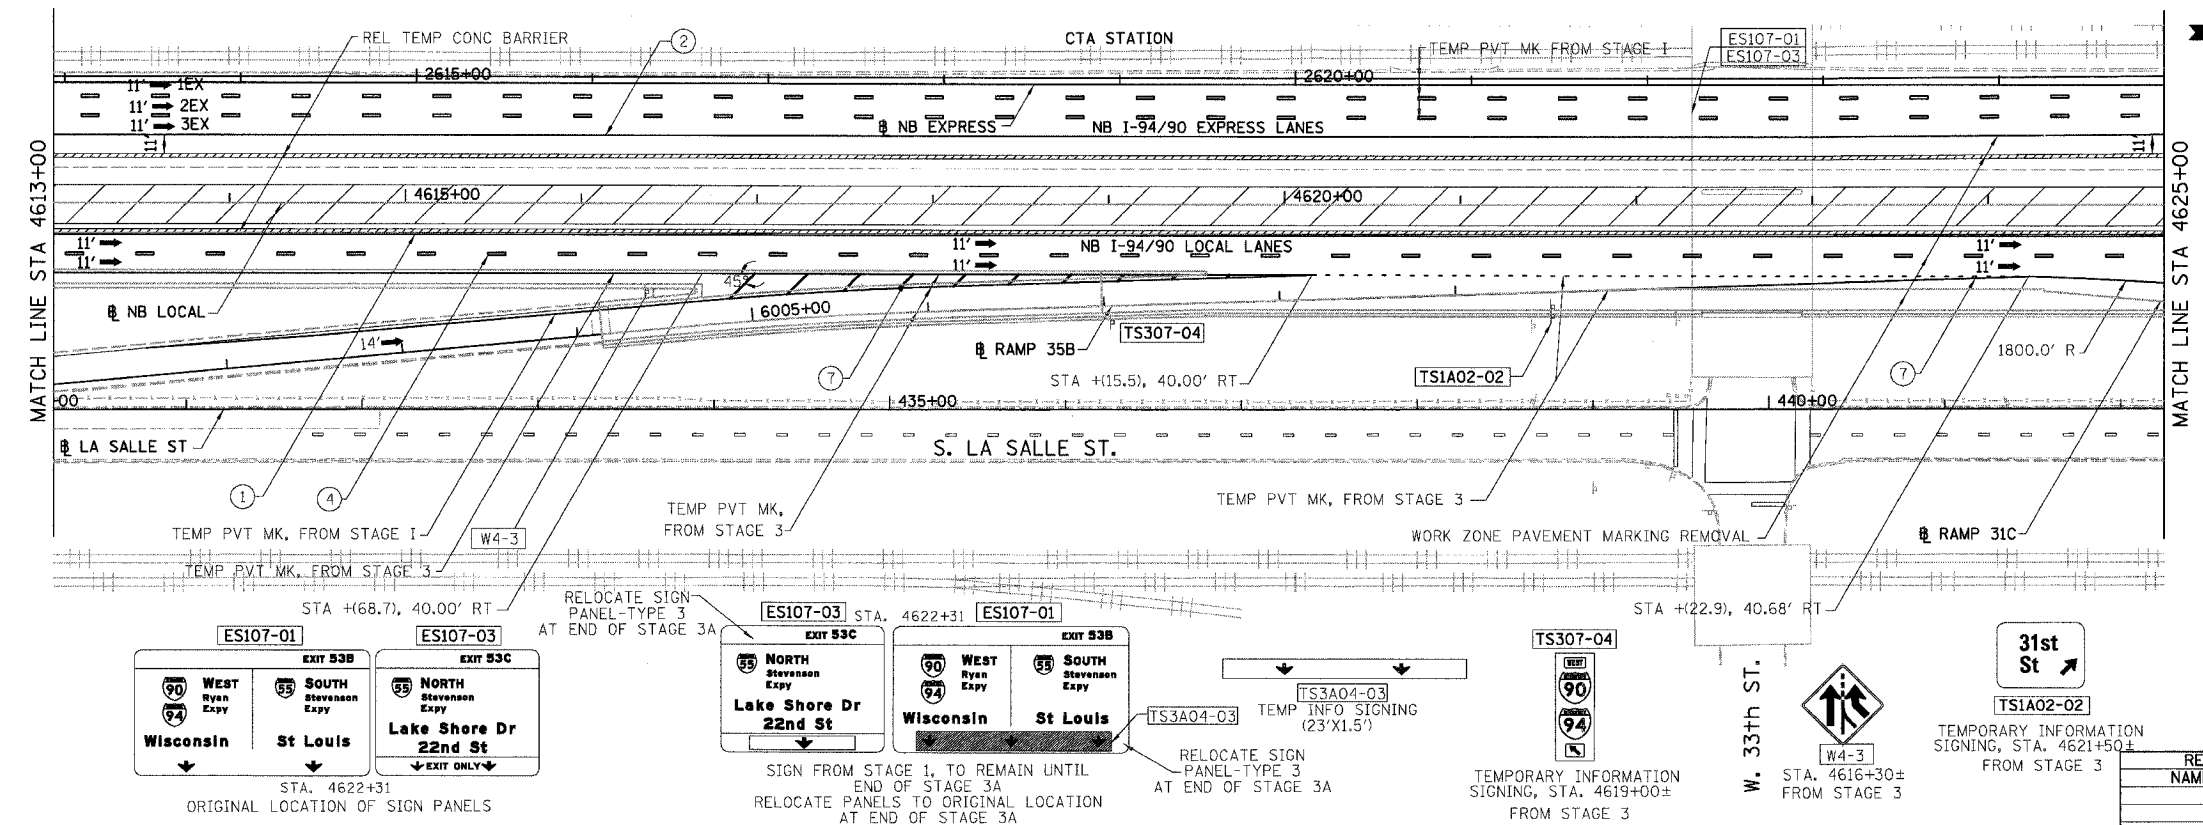 REL TEMP CONC BARRIER
2
CTA STATION
TEMP PVT MK FROM STAGE I
ES107-01
ES107-03
2615+00
2620+00
11' 1EX
11' 2EX
11' 3EX
11'
℄ NB EXPRESS
NB I-94/90 EXPRESS LANES
11'
MATCH LINE STA 4613+00
MATCH LINE STA 4625+00
4615+00
4620+00
11'
11'
11'
11'
NB I-94/90 LOCAL LANES
11'
11'
45°
℄ NB LOCAL
6005+00
14'
℄ RAMP 35B
TS307-04
7
STA +(15.5), 40.00' RT
TS1A02-02
7
1800.0' R
00
435+00
440+00
℄ LA SALLE ST
S. LA SALLE ST.
1
4
TEMP PVT MK, FROM STAGE I
W4-3
TEMP PVT MK, FROM STAGE 3
TEMP PVT MK,
FROM STAGE 3
TEMP PVT MK, FROM STAGE 3
WORK ZONE PAVEMENT MARKING REMOVAL
℄ RAMP 31C
STA +(68.7), 40.00' RT
STA +(22.9), 40.68' RT
RELOCATE SIGN
PANEL-TYPE 3
AT END OF STAGE 3A
ES107-01
EXIT 53B
90
94
WEST
Ryan
Expy
Wisconsin
55
SOUTH
Stevenson
Expy
St Louis
ES107-03
EXIT 53C
55
NORTH
Stevenson
Expy
Lake Shore Dr
22nd St
EXIT ONLY
STA. 4622+31
ORIGINAL LOCATION OF SIGN PANELS
ES107-03
STA. 4622+31
ES107-01
EXIT 53C
55
NORTH
Stevenson
Expy
Lake Shore Dr
22nd St
EXIT 53B
90
94
WEST
Ryan
Expy
Wisconsin
55
SOUTH
Stevenson
Expy
St Louis
TS3A04-03
RELOCATE SIGN
PANEL-TYPE 3
AT END OF STAGE 3A
SIGN FROM STAGE 1, TO REMAIN UNTIL
END OF STAGE 3A
RELOCATE PANELS TO ORIGINAL LOCATION
AT END OF STAGE 3A
TS3A04-03
TEMP INFO SIGNING
(23'X1.5')
TS307-04
WEST
90
94
TEMPORARY INFORMATION
SIGNING, STA. 4619+00±
FROM STAGE 3
W. 33th ST.
W4-3
STA. 4616+30±
FROM STAGE 3
31st
St
TS1A02-02
TEMPORARY INFORMATION
SIGNING, STA. 4621+50±
FROM STAGE 3
RE
NAM